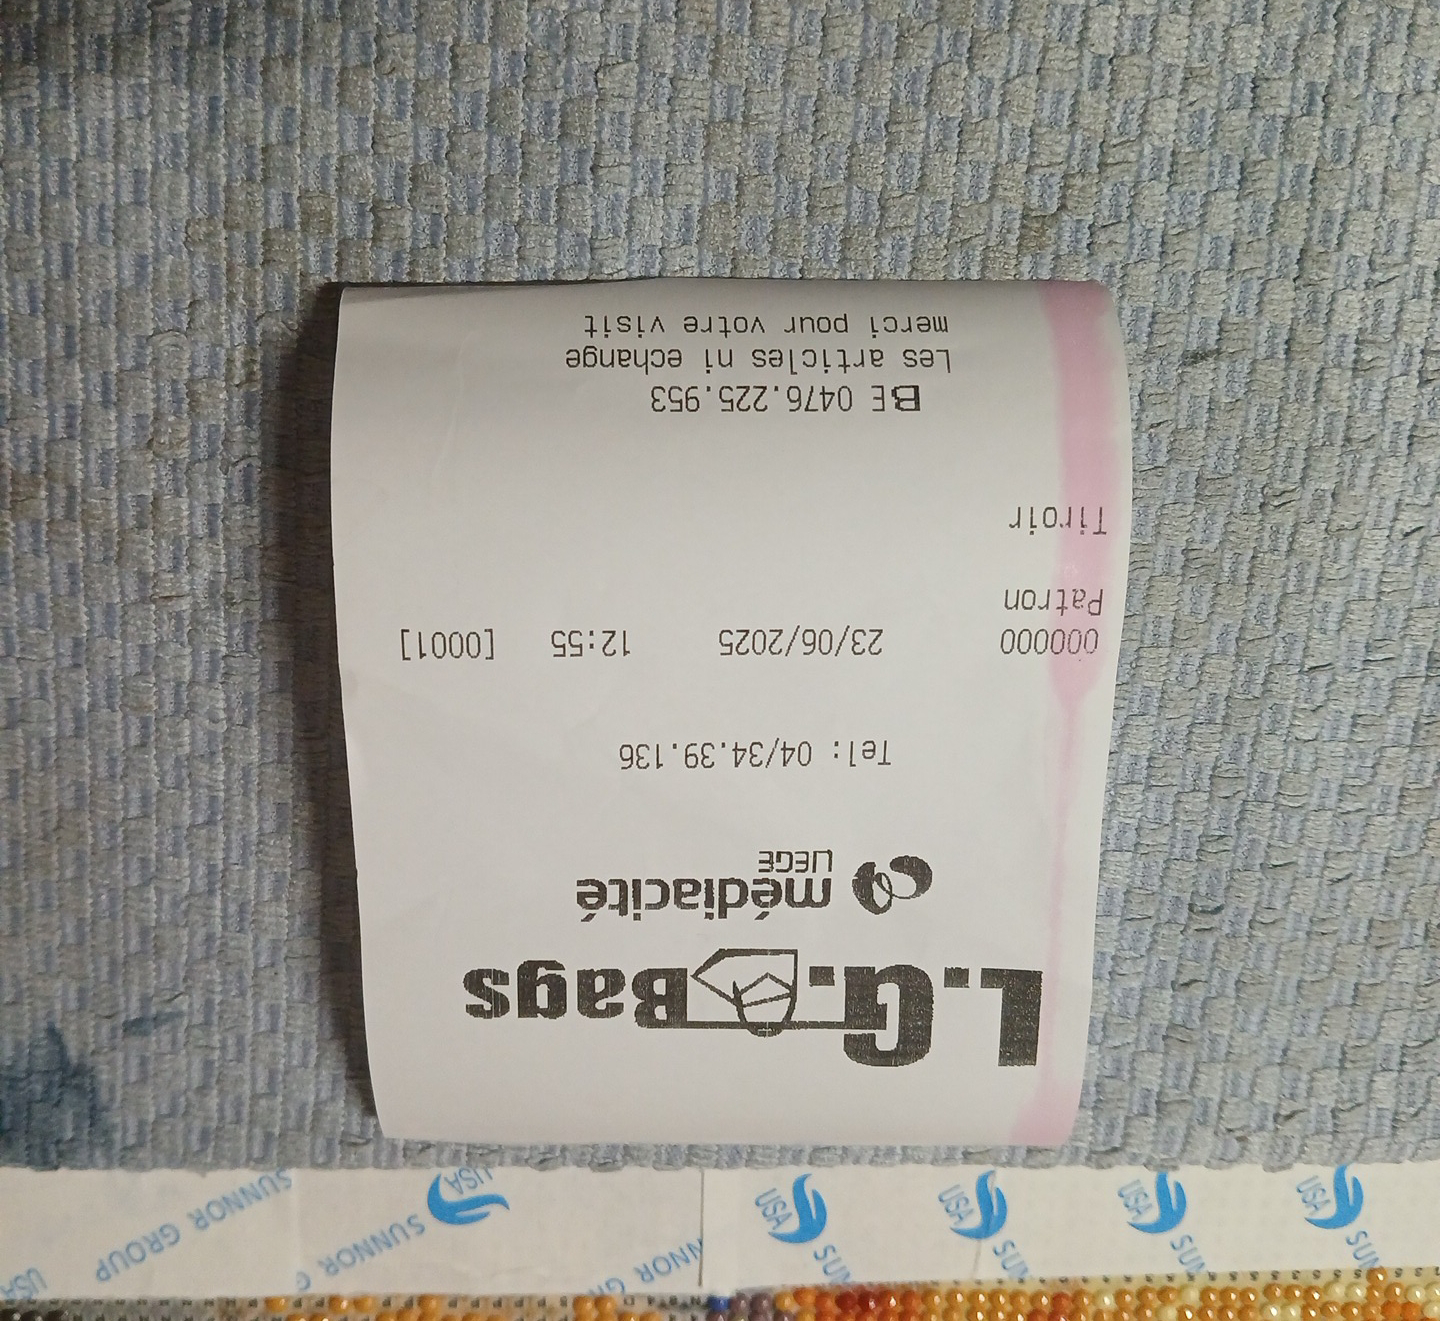 L.G. Bags
médiacité
LIEGE
Tel: 04/34.39.136
000000 23/06/2025 12:55 [0001]
Patron
Tiroir
BE 0476.225.953
Les articles ni echange
merci pour votre visit
SUNNOR GROUP
USA
SUNNOR GROUP
USA
USA
USA
USA
USA